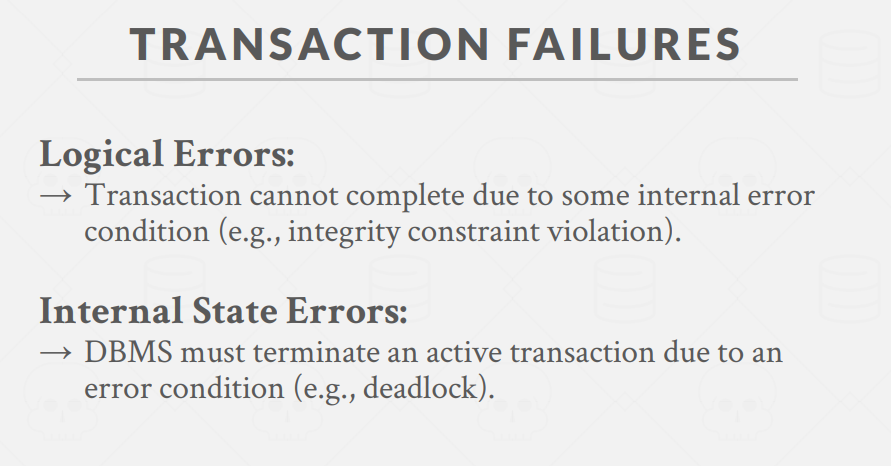 TRANSACTION FAILURES
Logical Errors:
→ Transaction cannot complete due to some internal error
condition (e.g., integrity constraint violation).
Internal State Errors:
→ DBMS must terminate an active transaction due to an
error condition (e.g., deadlock).